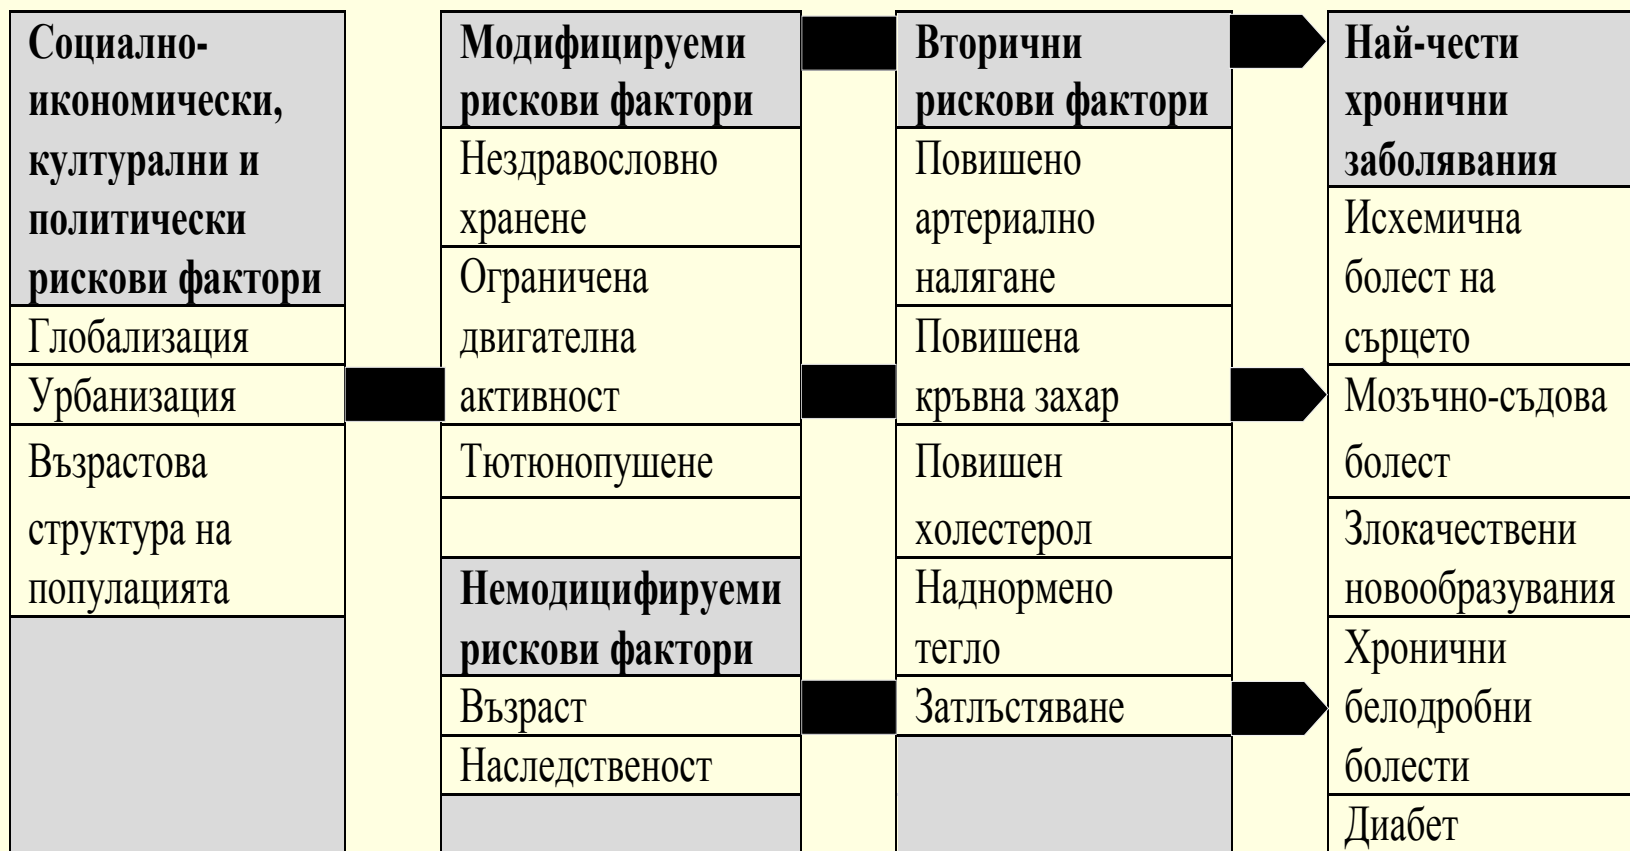 Социално-
икономически,
културални и
политически
рискови фактори
Глобализация
Урбанизация
Възрастова
структура на
популацията
Модифицируеми
рискови фактори
Нездравословно
хранене
Ограничена
двигателна
активност
Тютюнопушене
Немодицифируеми
рискови фактори
Възраст
Наследственост
Вторични
рискови фактори
Повишено
артериално
налягане
Повишена
кръвна захар
Повишен
холестерол
Наднормено
тегло
Затлъстяване
Най-чести
хронични
заболявания
Исхемична
болест на
сърцето
Мозъчно-съдова
болест
Злокачествени
новообразувания
Хронични
белодробни
болести
Диабет